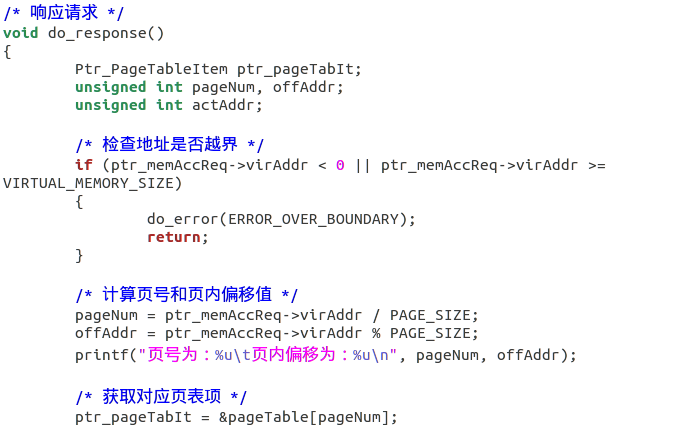 /* 响应请求 */
void do_response()
{
        Ptr_PageTableItem ptr_pageTabIt;
        unsigned int pageNum, offAddr;
        unsigned int actAddr;

        /* 检查地址是否越界 */
        if (ptr_memAccReq->virAddr < 0 || ptr_memAccReq->virAddr >=
VIRTUAL_MEMORY_SIZE)
        {
                do_error(ERROR_OVER_BOUNDARY);
                return;
        }

        /* 计算页号和页内偏移值 */
        pageNum = ptr_memAccReq->virAddr / PAGE_SIZE;
        offAddr = ptr_memAccReq->virAddr % PAGE_SIZE;
        printf("页号为：%u\t页内偏移为：%u\n", pageNum, offAddr);

        /* 获取对应页表项 */
        ptr_pageTabIt = &pageTable[pageNum];